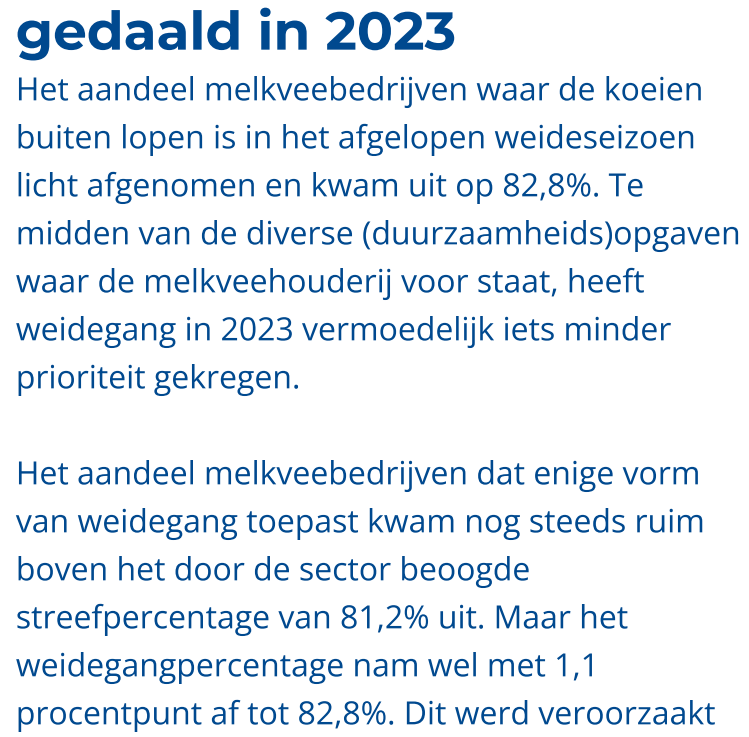 gedaald in 2023
Het aandeel melkveebedrijven waar de koeien
buiten lopen is in het afgelopen weideseizoen
licht afgenomen en kwam uit op 82,8%. Te
midden van de diverse (duurzaamheids)opgaven
waar de melkveehouderij voor staat, heeft
weidegang in 2023 vermoedelijk iets minder
prioriteit gekregen.
Het aandeel melkveebedrijven dat enige vorm
van weidegang toepast kwam nog steeds ruim
boven het door de sector beoogde
streefpercentage van 81,2% uit. Maar het
weidegangpercentage nam wel met 1,1
procentpunt af tot 82,8%. Dit werd veroorzaakt